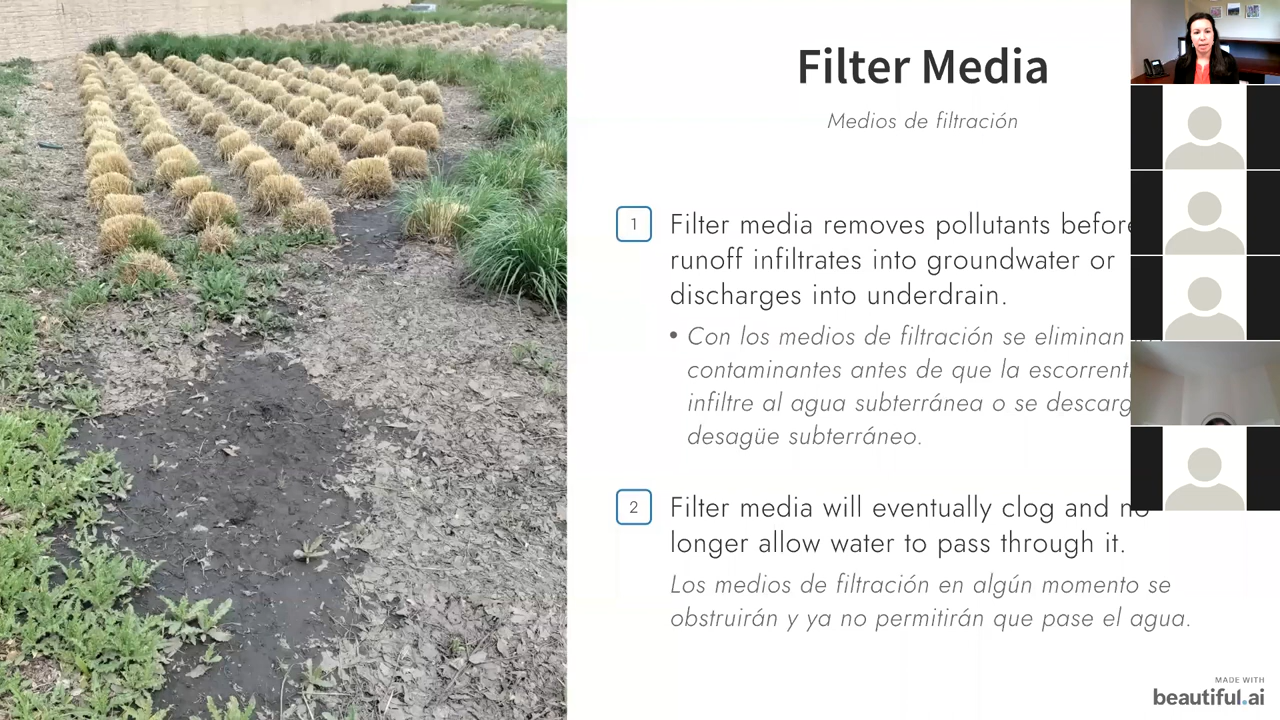 Filter Media
Medios de filtración
1
Filter media removes pollutants before
runoff infiltrates into groundwater or
discharges into underdrain.
• Con los medios de filtración se eliminan
contaminantes antes de que la
infiltre al agua subterránea o se
desagüe subterráneo.
2
Filter media will eventually clog and no
longer allow water to pass through it.
Los medios de filtración en algún momento se
obstruirán y ya no permitirán que pase el agua.
MADE WITH
beautiful.ai